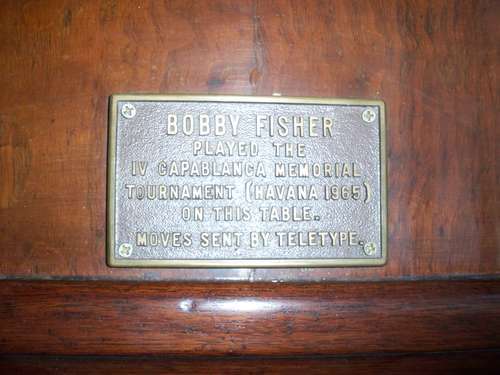 BOBBY FISHER
PLAYED THE
IV CAPABLANCA MEMORIAL
TOURNAMENT (HAVANA 1965)
ON THIS TABLE.
MOVES SENT BY TELETYPE.